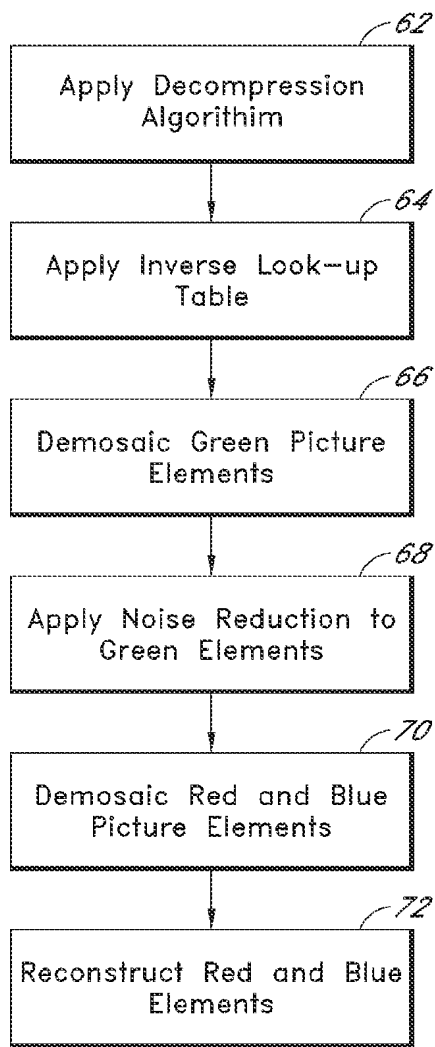 62
Apply Decompression
Algorithim
64
Apply Inverse Look-up
Table
66
Demosaic Green Picture
Elements
68
Apply Noise Reduction to
Green Elements
70
Demosaic Red and Blue
Picture Elements
72
Reconstruct Red and Blue
Elements